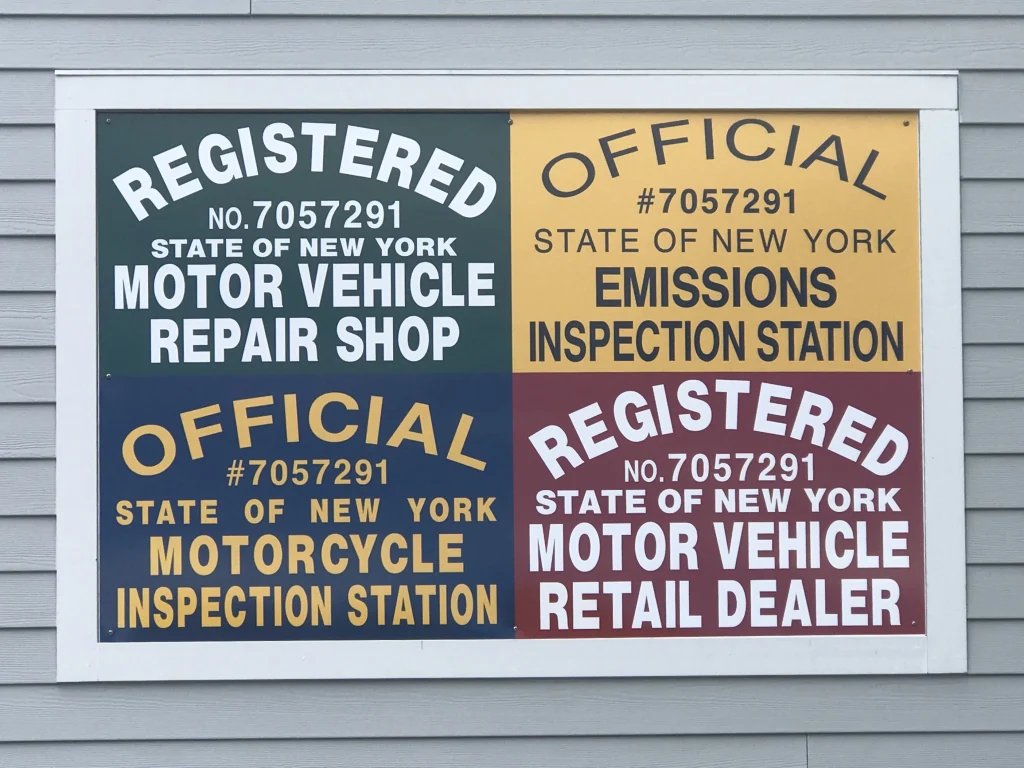 REGISTERED
NO. 7057291
STATE OF NEW YORK
MOTOR VEHICLE
REPAIR SHOP
OFFICIAL
#7057291
STATE OF NEW YORK
EMISSIONS
INSPECTION STATION
OFFICIAL
#7057291
STATE OF NEW YORK
MOTORCYCLE
INSPECTION STATION
REGISTERED
NO. 7057291
STATE OF NEW YORK
MOTOR VEHICLE
RETAIL DEALER